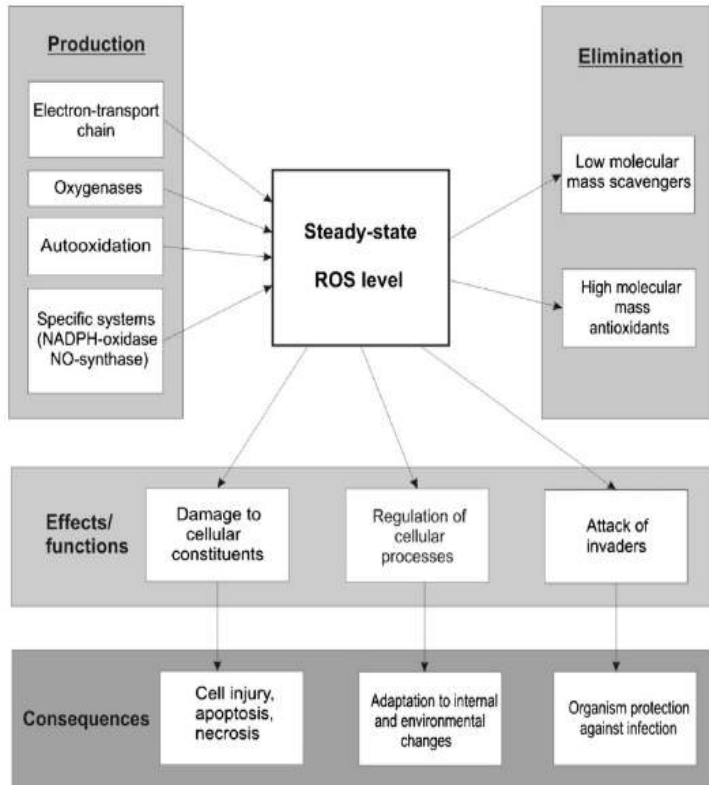 Production
Electron-transport
chain
Oxygenases
Autooxidation
Specific systems
(NADPH-oxidase
NO-synthase)
Steady-state
ROS level
Elimination
Low molecular
mass scavengers
High molecular
mass
antioxidants
Effects/
functions
Damage to
cellular
constituents
Regulation of
cellular
processes
Attack of
invaders
Consequences
Cell injury,
apoptosis,
necrosis
Adaptation to internal
and environmental
changes
Organism protection
against infection